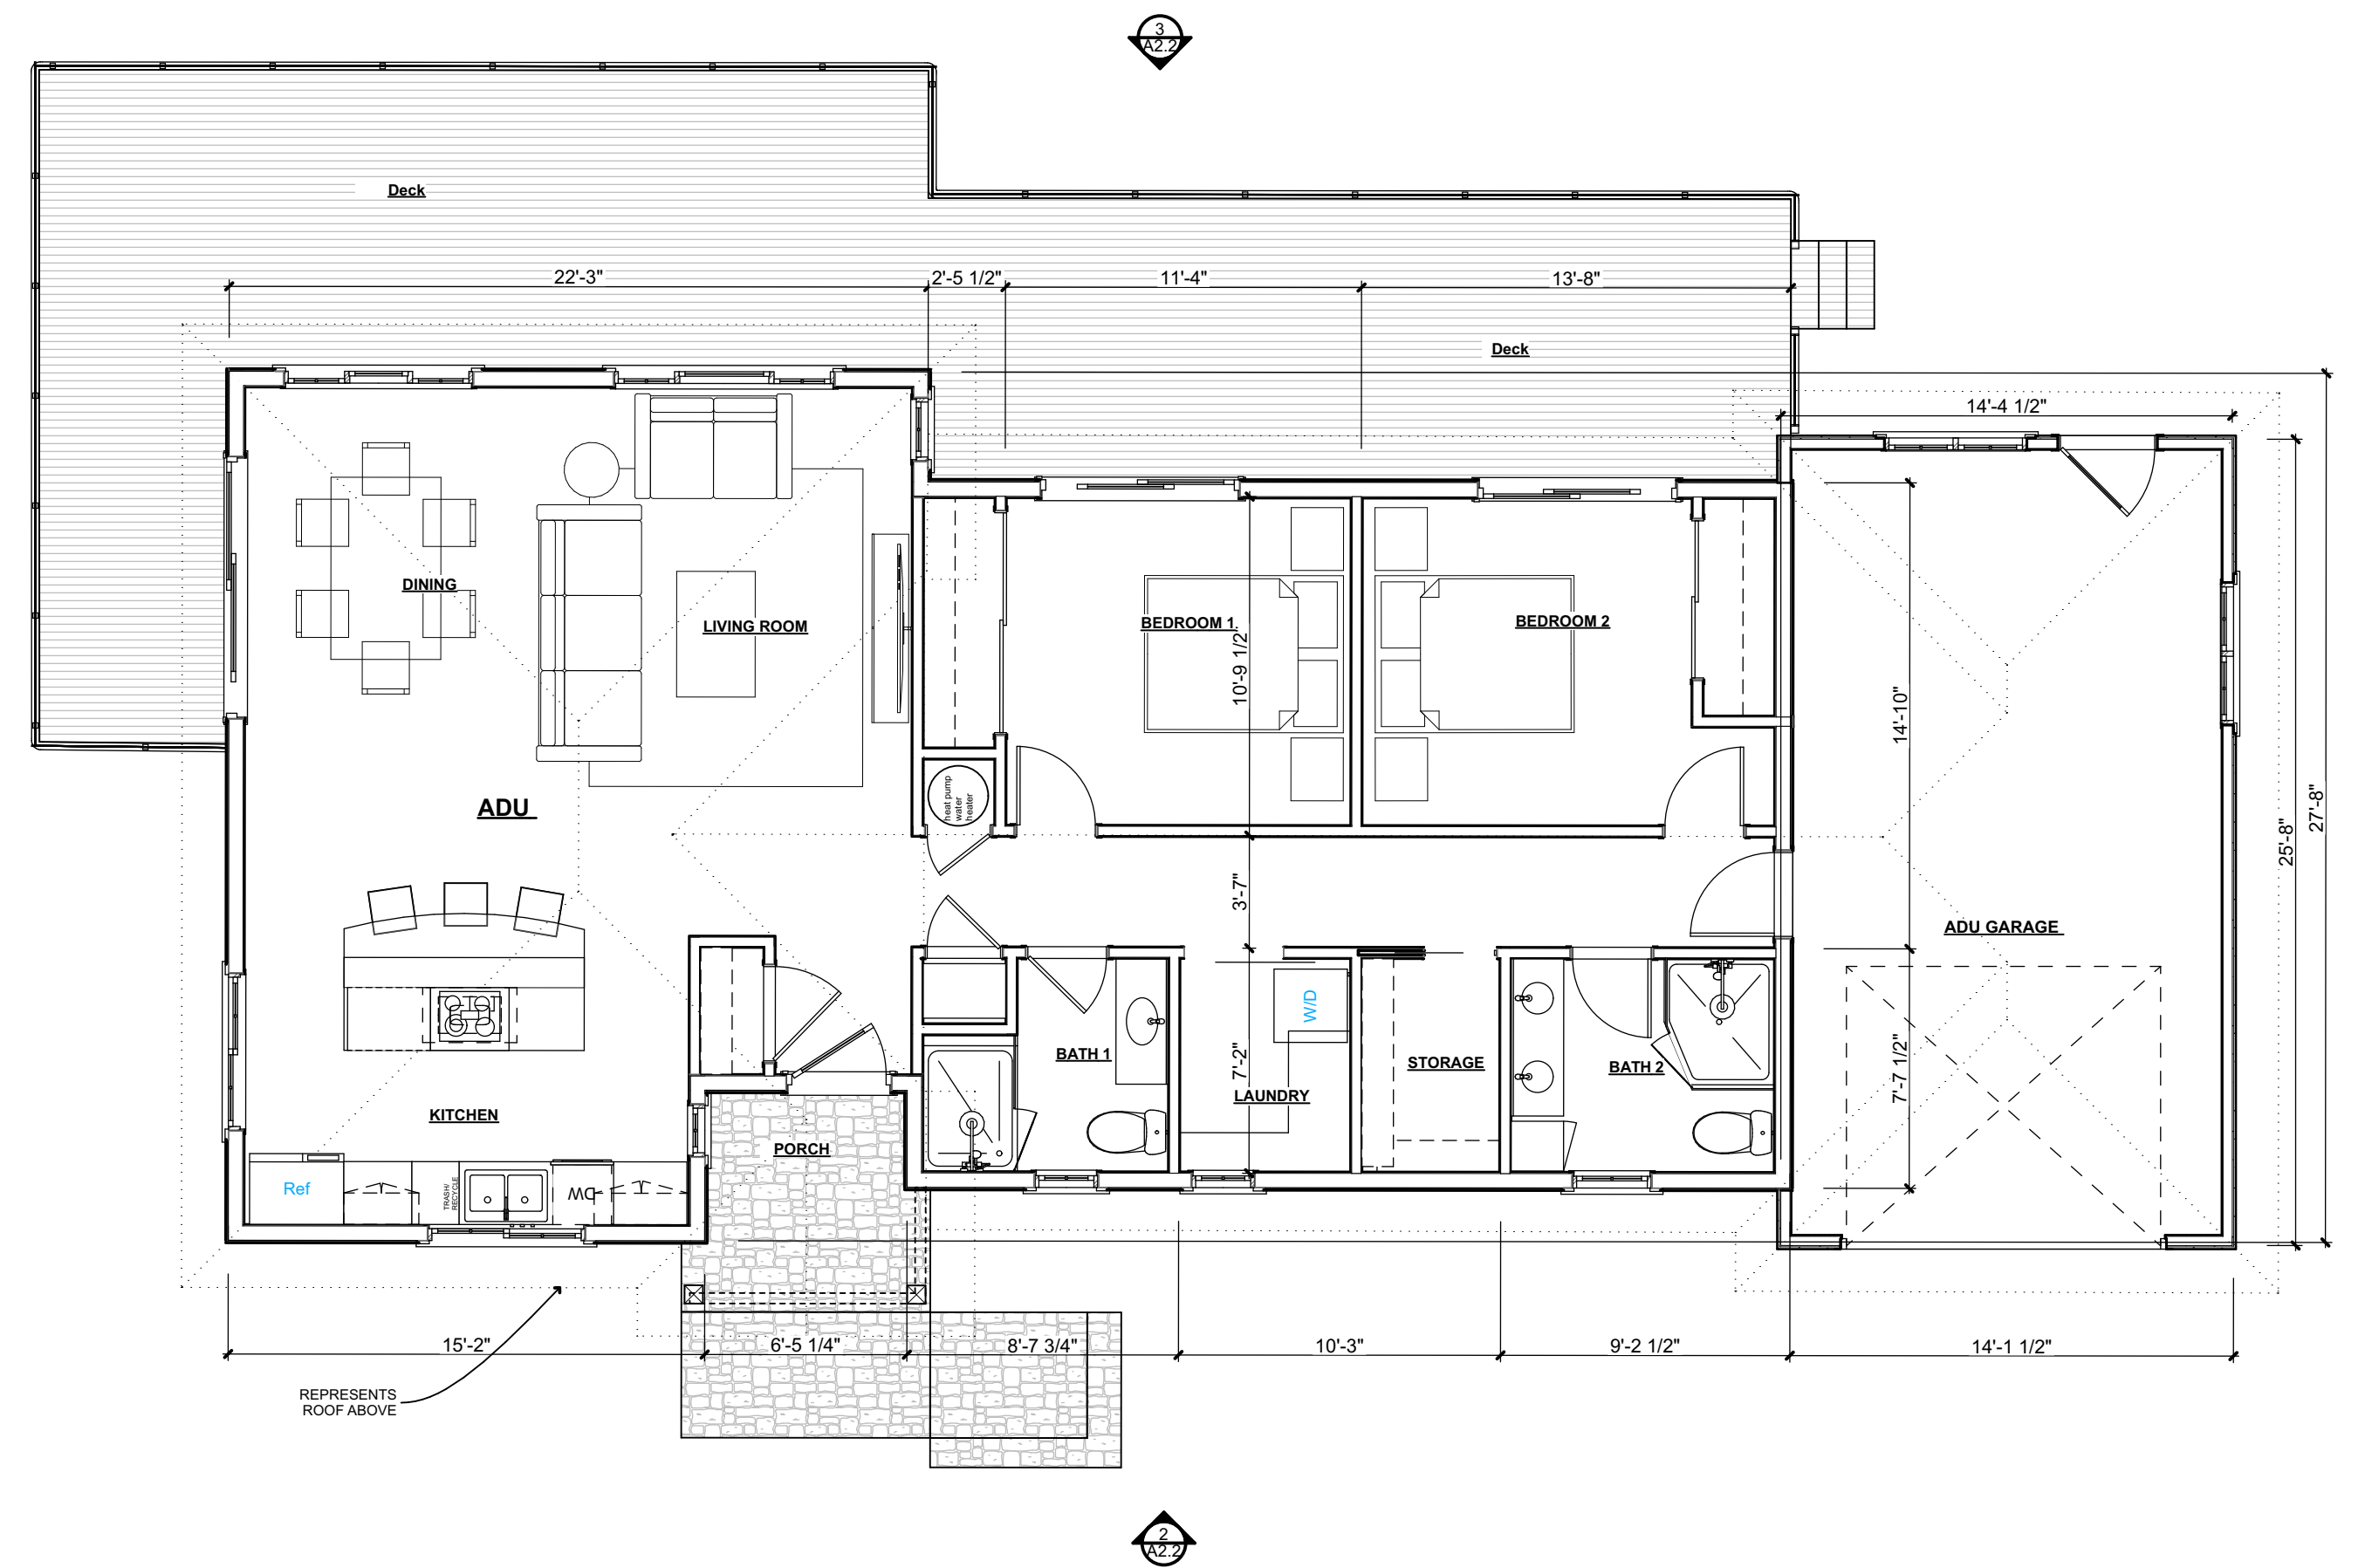 3
A2.2
Deck
22'-3"
2'-5 1/2"
11'-4"
13'-8"
Deck
14'-4 1/2"
DINING
LIVING ROOM
BEDROOM 1
BEDROOM 2
10'-9 1/2"
14'-10"
heat pump
water
heater
ADU
27'-8"
25'-8"
3'-7"
ADU GARAGE
W/D
BATH 1
7'-2"
STORAGE
BATH 2
7'-7 1/2"
LAUNDRY
KITCHEN
PORCH
Ref
TRASH/
RECYCLE
DW
15'-2"
6'-5 1/4"
8'-7 3/4"
10'-3"
9'-2 1/2"
14'-1 1/2"
REPRESENTS
ROOF ABOVE
2
A2.2